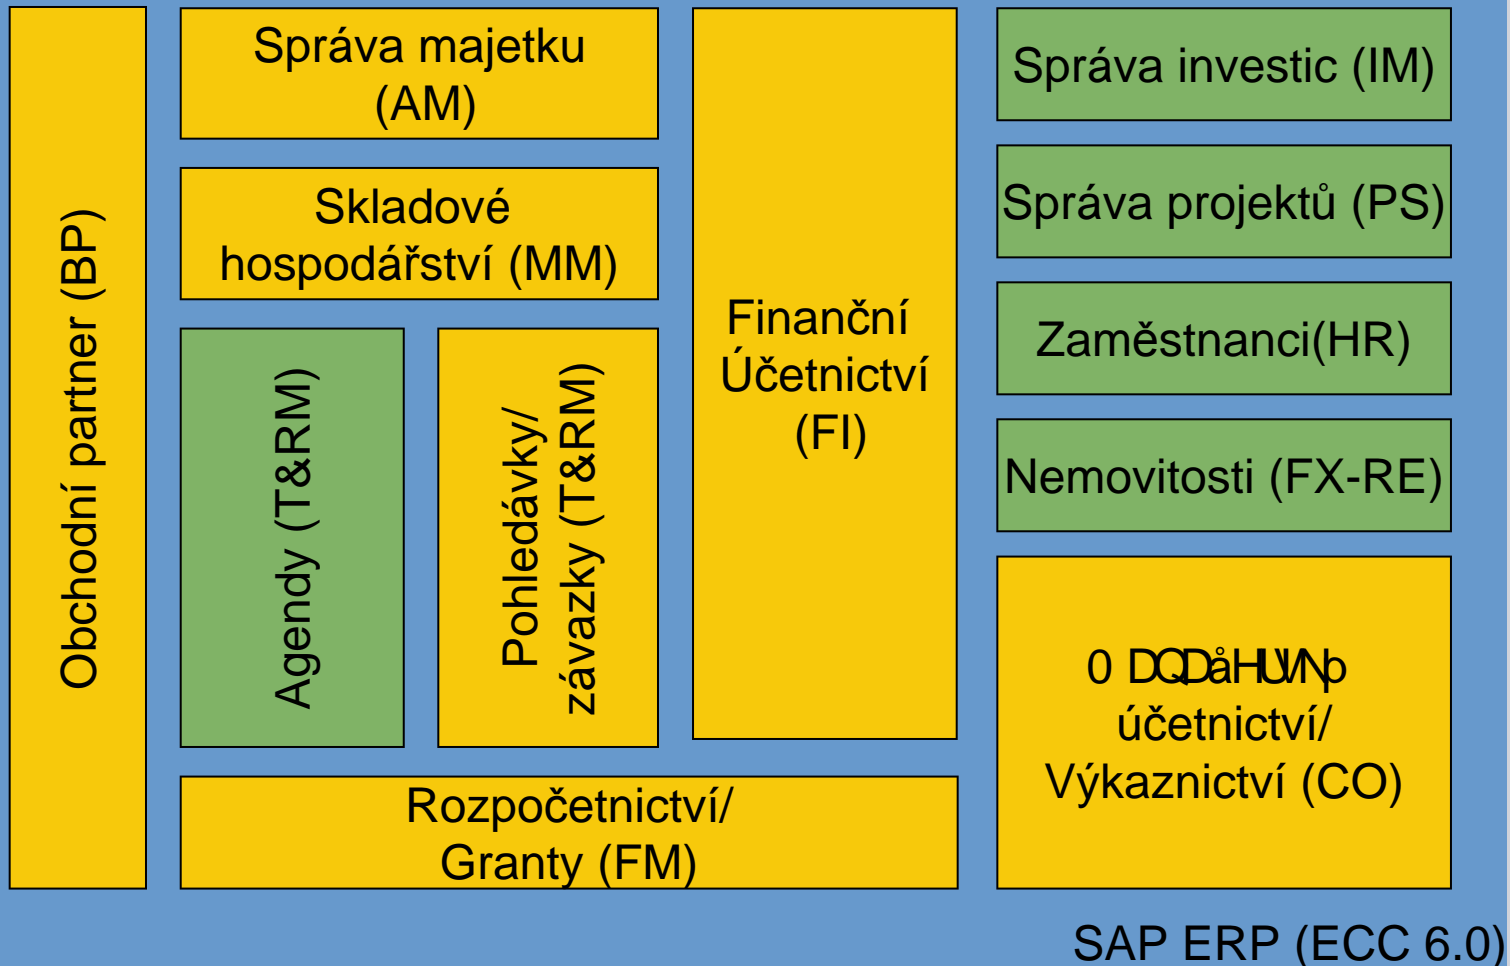 Obchodní partner (BP)
Správa majetku
(AM)
Skladové
hospodářství (MM)
Agendy (T&RM)
Pohledávky/
závazky (T&RM)
Finanční
Účetnictví
(FI)
Rozpočetnictví/
Granty (FM)
Správa investic (IM)
Správa projektů (PS)
Zaměstnanci(HR)
Nemovitosti (FX-RE)
účetnictví/
Výkaznictví (CO)
SAP ERP (ECC 6.0)